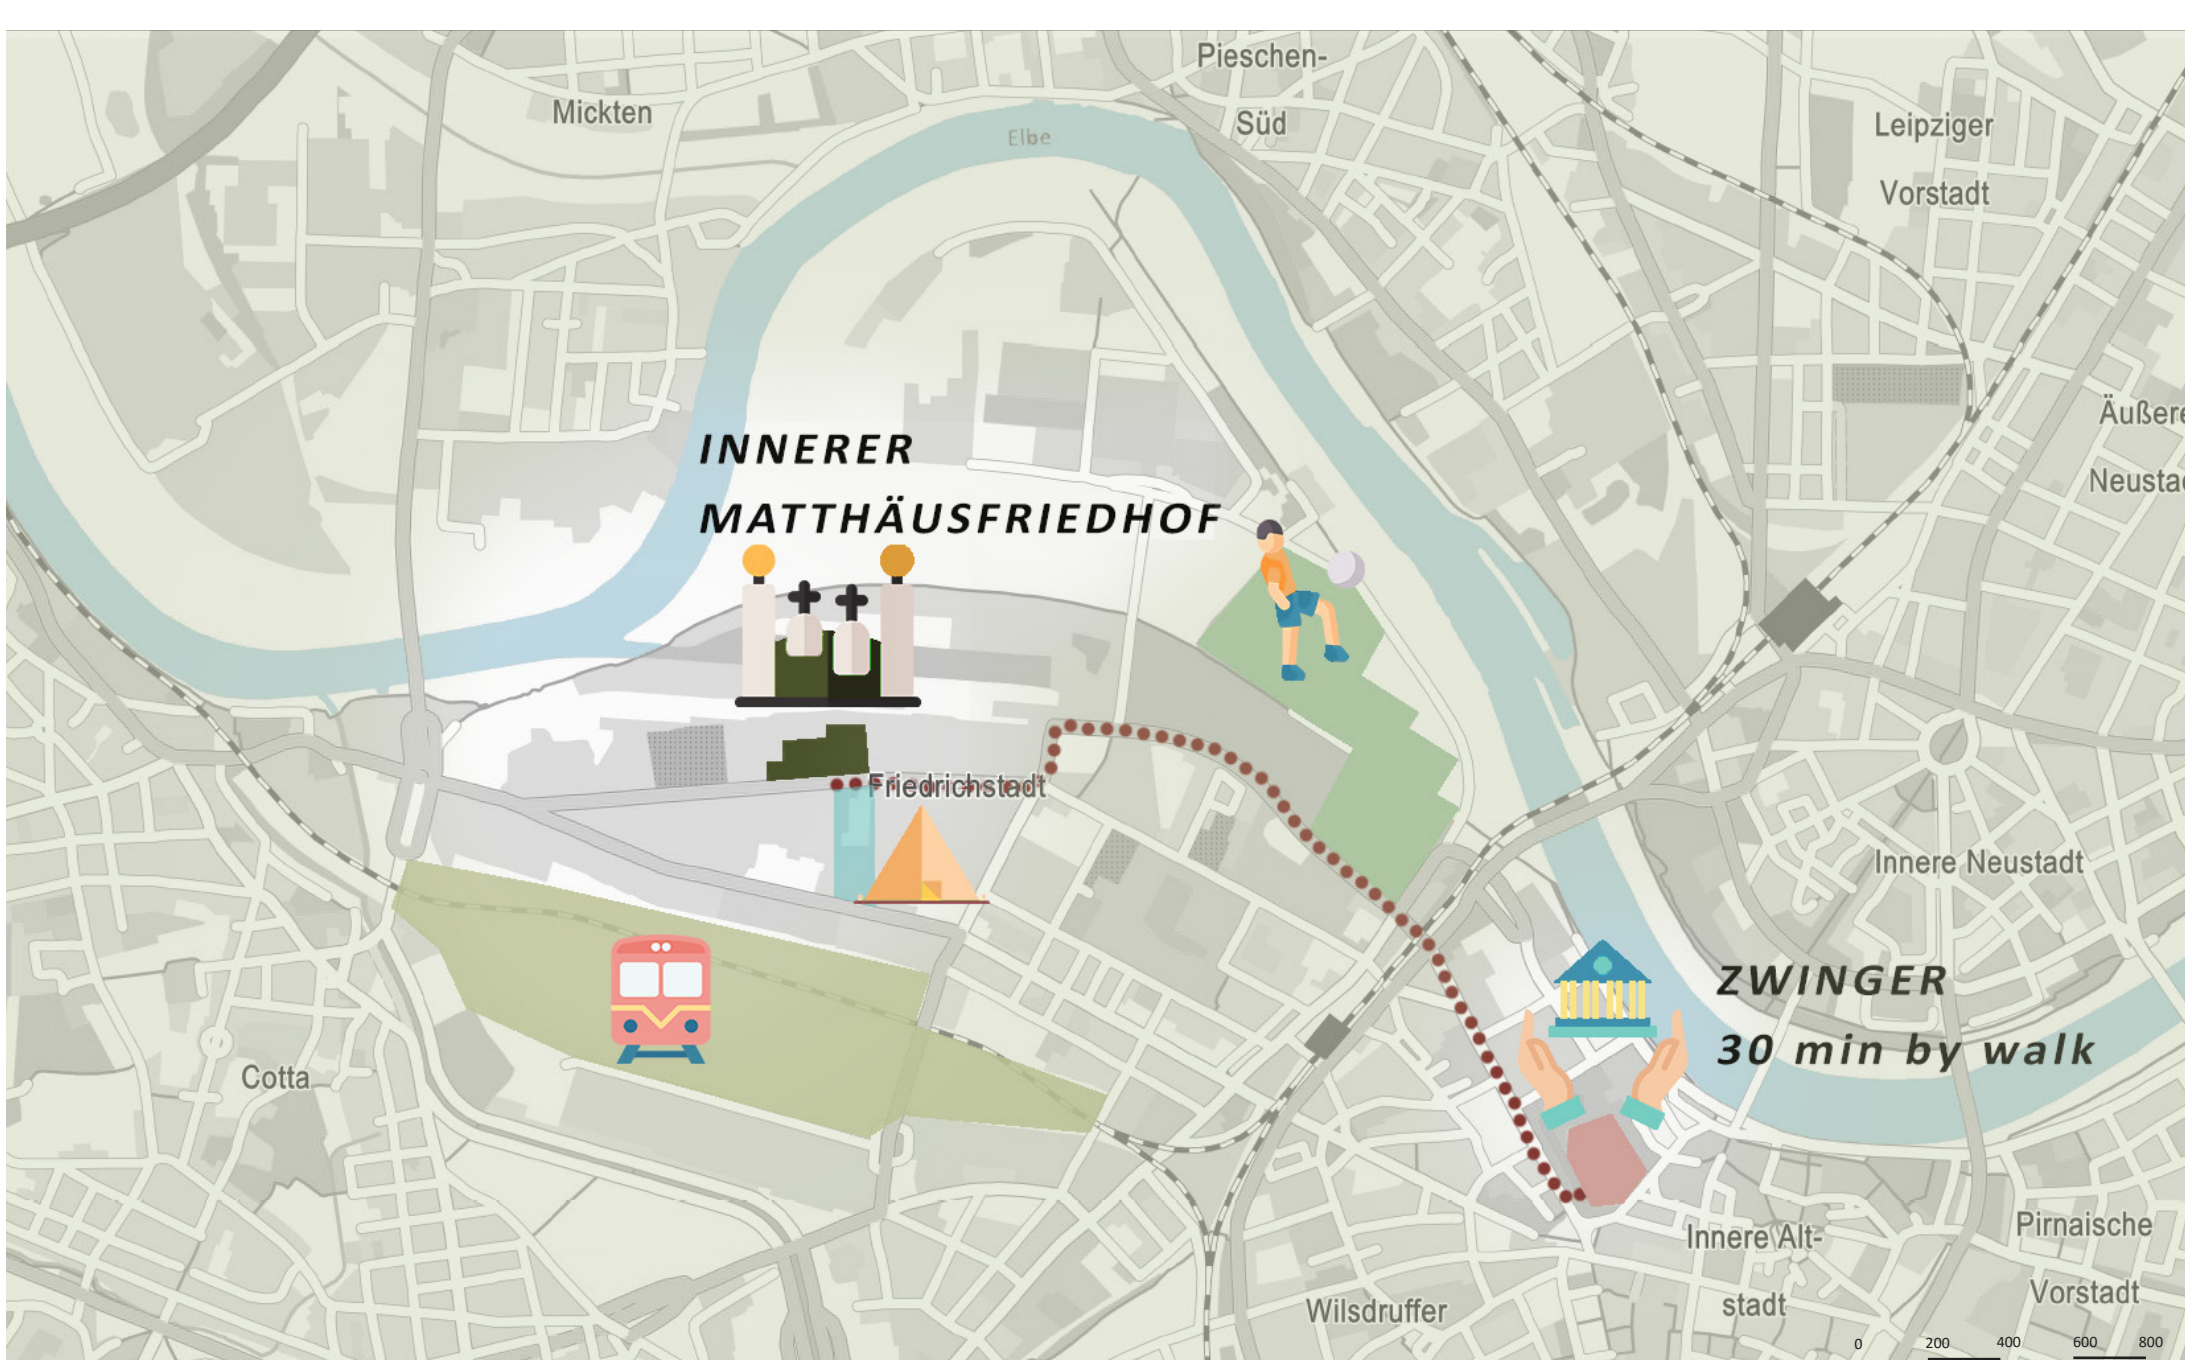 Pieschen-
Süd
Mickten
Elbe
Leipziger
Vorstadt
Äußere
INNERER
MATTHÄUSFRIEDHOF
Friedrichstadt
Innere Neustadt
ZWINGER
30 min by walk
Cotta
Innere Alt-
stadt
Pirnaische
Vorstadt
Wilsdruffer
0 200 400 600 800